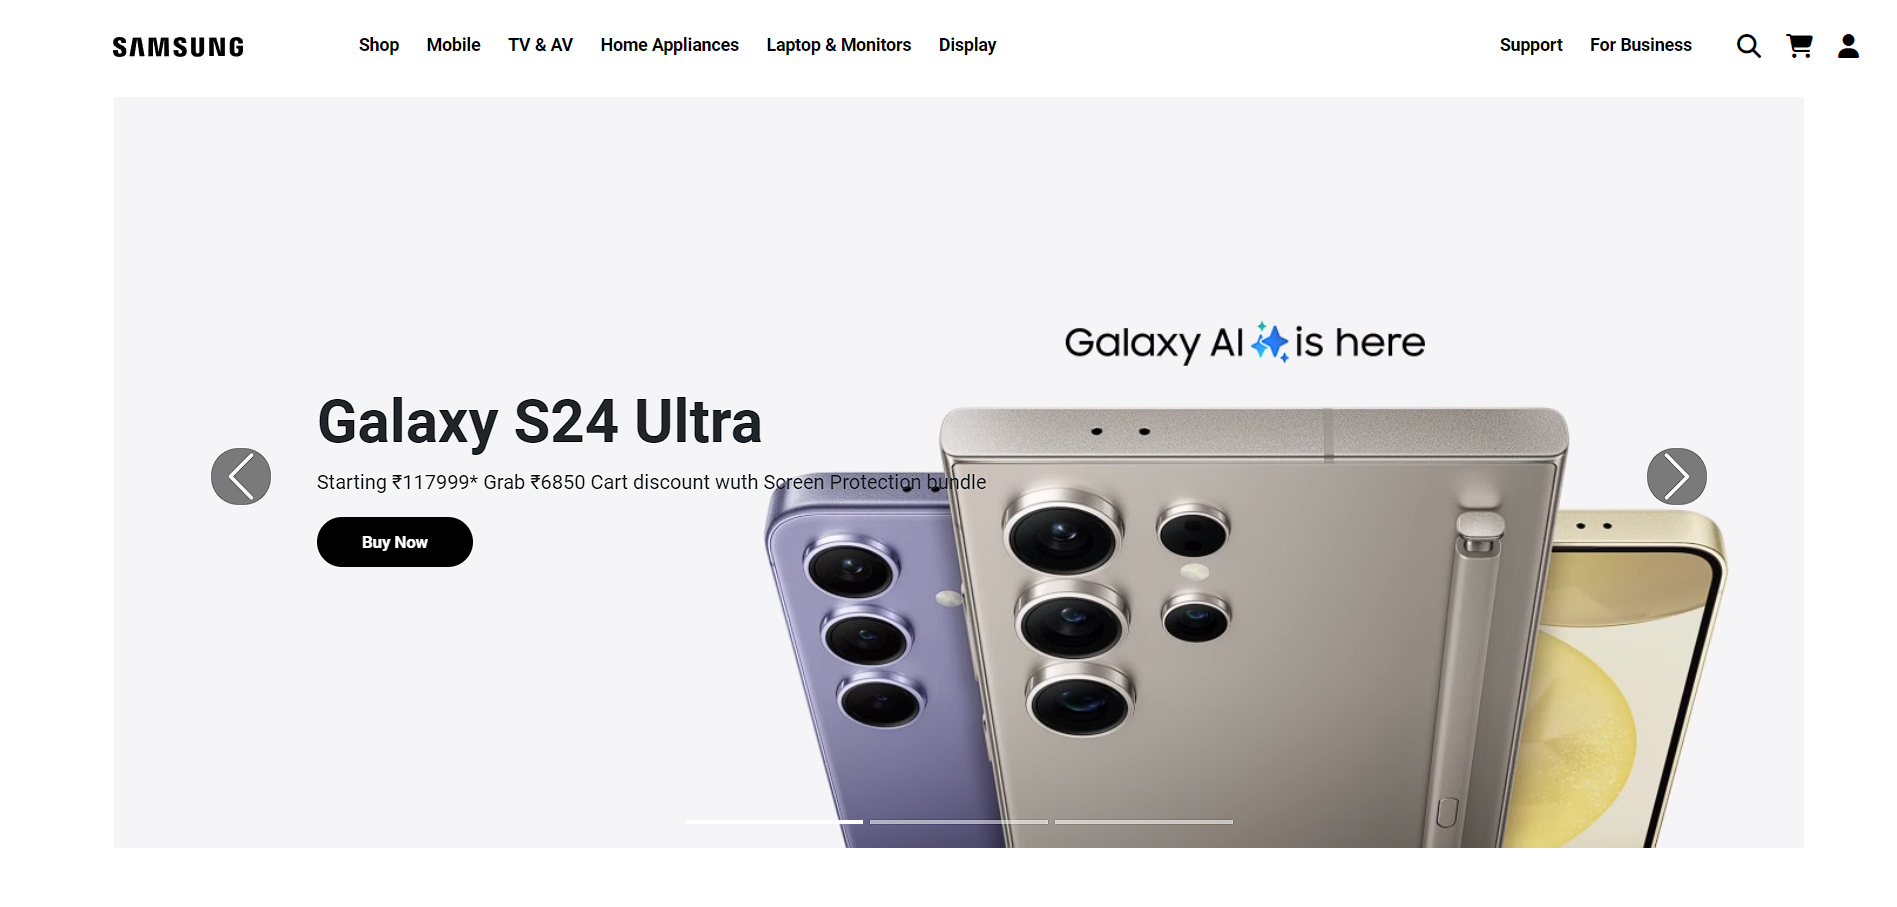 SAMSUNG Shop Mobile TV & AV Home Appliances Laptop & Monitors Display Support For Business
Galaxy AI is here
Galaxy S24 Ultra
Starting ₹117999* Grab ₹6850 Cart discount wuth Screen Protection bundle
Buy Now